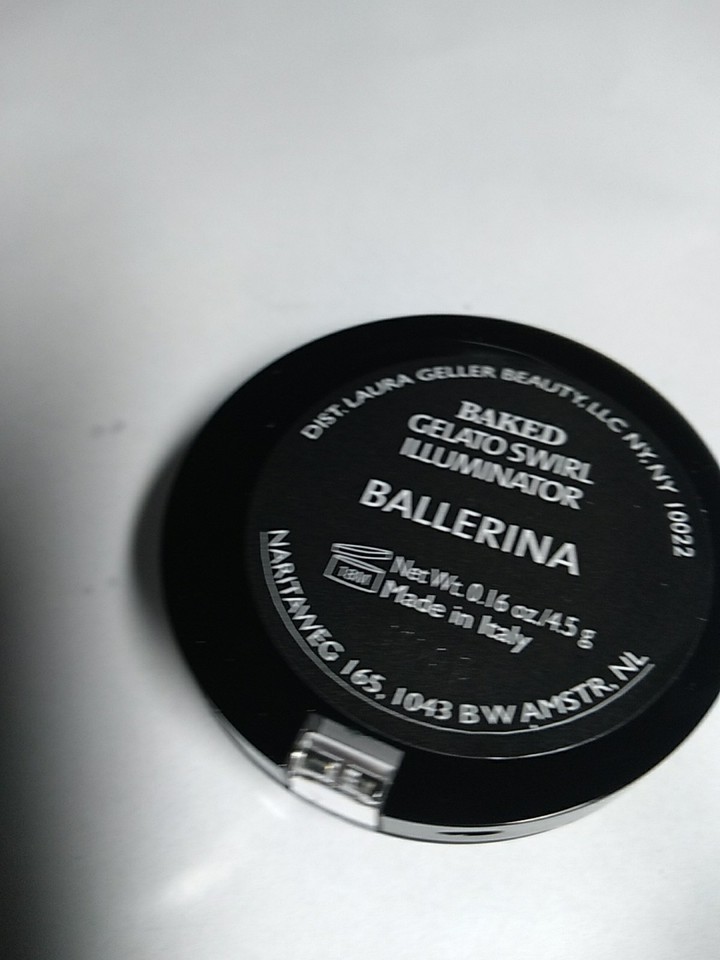 DIST. LAURA GELLER BEAUTY, LLC NY, NY 10022
BAKED
GELATO SWIRL
ILLUMINATOR
BALLERINA
18M
Net Wt. 0.16 oz./4.5 g
Made in Italy
NARITAWEG 165, 1043 BW AMSTR, NL